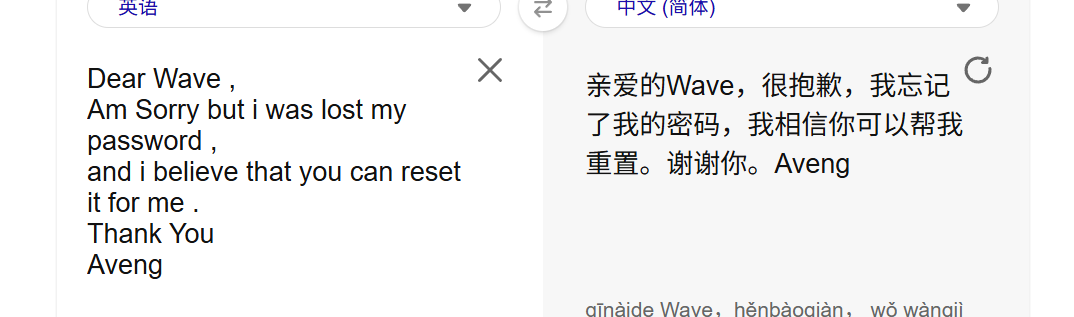 英语
中文 (简体)
Dear Wave ,
Am Sorry but i was lost my
password ,
and i believe that you can reset
it for me .
Thank You
Aveng
亲爱的Wave，很抱歉，我忘记
了我的密码，我相信你可以帮我
重置。谢谢你。Aveng
qīnàide Wave，hěnbàoqiàn， wǒ wàngjì